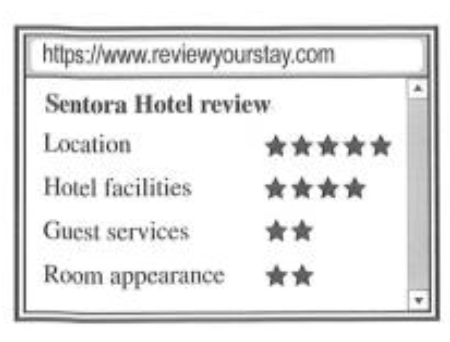 https://www.reviewyourstay.com
Sentora Hotel review
Location ★★★★★
Hotel facilities ★★★★
Guest services ★★
Room appearance ★★